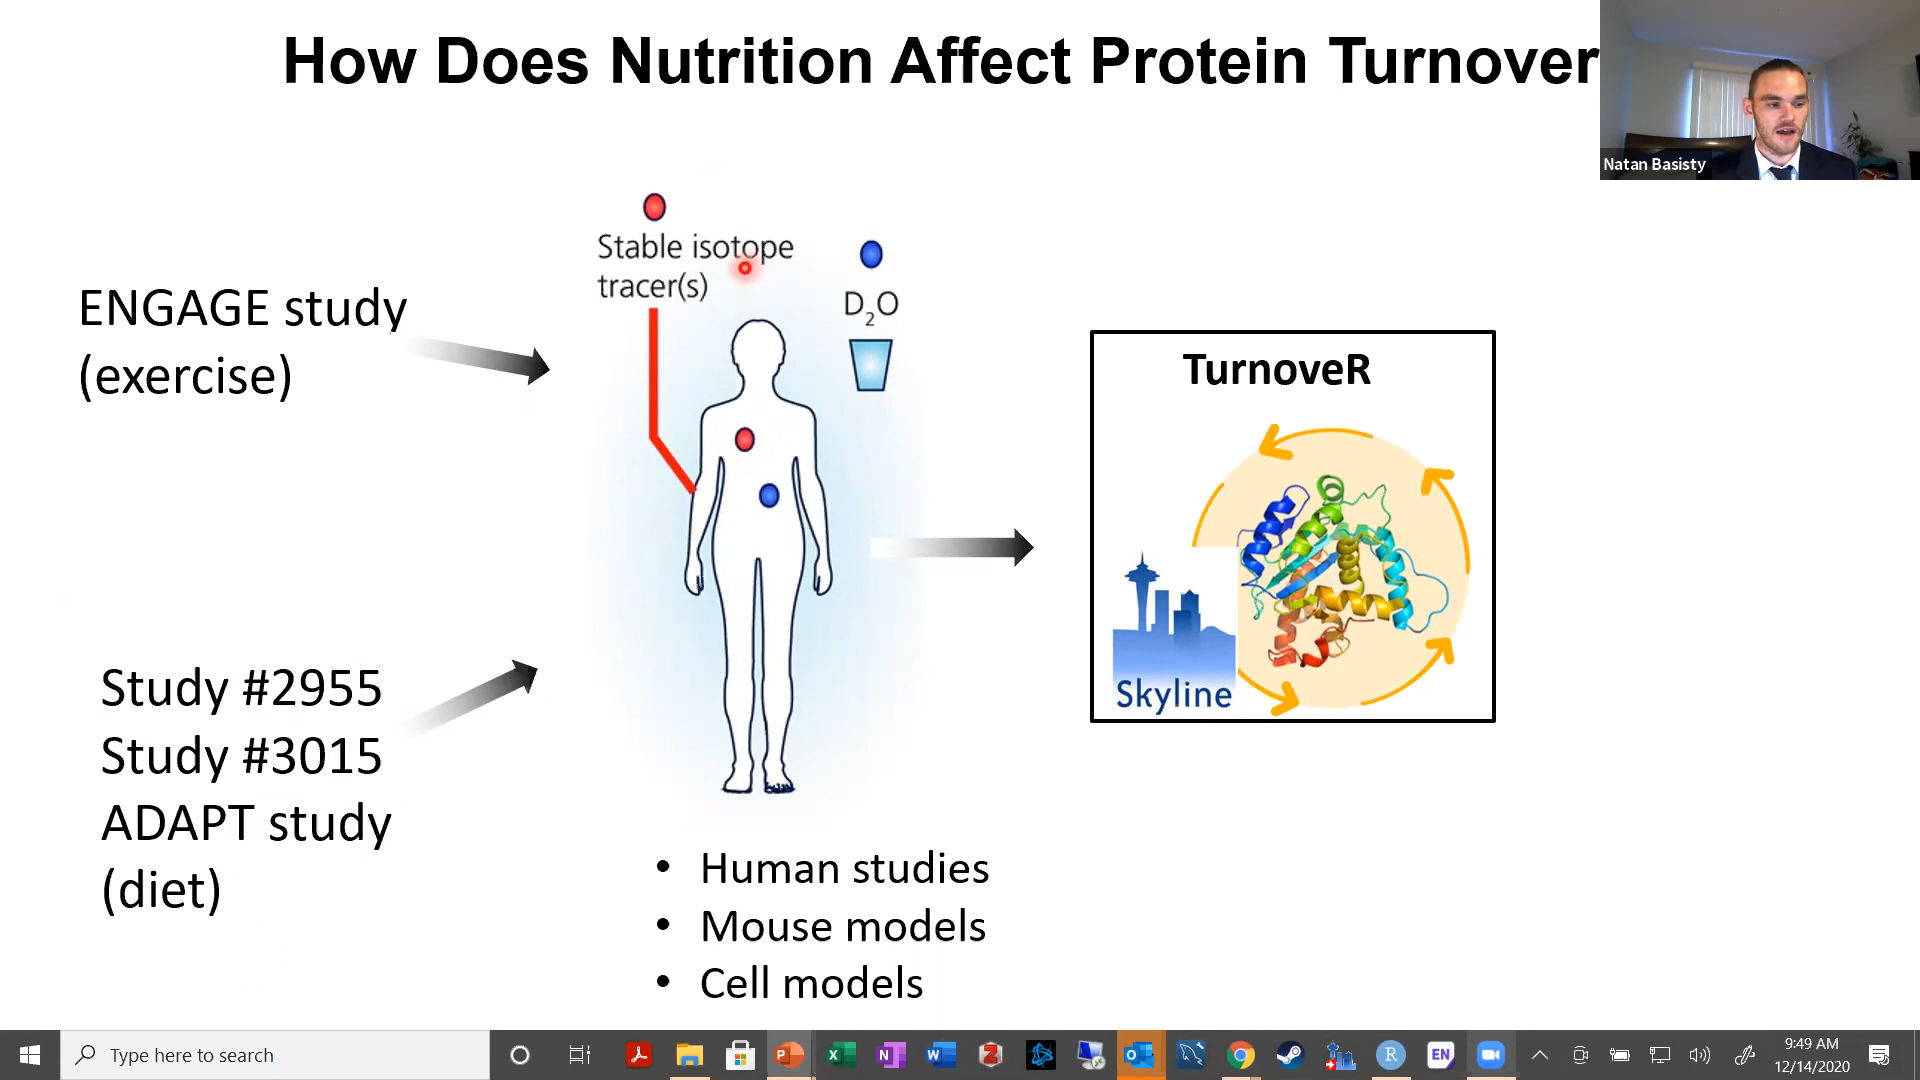 How Does Nutrition Affect Protein Turnover
Natan Basisty
Stable isotope
tracer(s)
D₂O
ENGAGE study
(exercise)
TurnoveR
Skyline
Study #2955
Study #3015
ADAPT study
(diet)
• Human studies
• Mouse models
• Cell models
Type here to search
EN
9:49 AM
12/14/2020